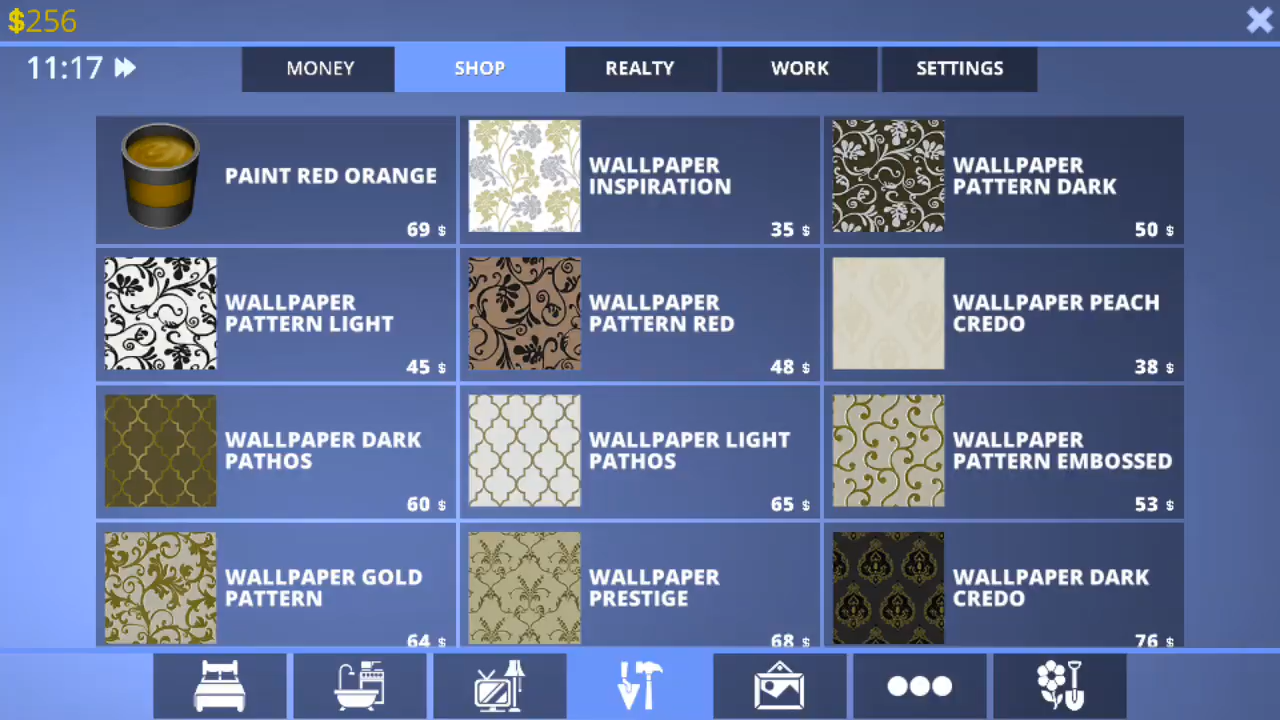 $256
11:17
MONEY
SHOP
REALTY
WORK
SETTINGS
PAINT RED ORANGE
69 $
WALLPAPER
INSPIRATION
35 $
WALLPAPER
PATTERN DARK
50 $
WALLPAPER
PATTERN LIGHT
45 $
WALLPAPER
PATTERN RED
48 $
WALLPAPER PEACH
CREDO
38 $
WALLPAPER DARK
PATHOS
60 $
WALLPAPER LIGHT
PATHOS
65 $
WALLPAPER
PATTERN EMBOSSED
53 $
WALLPAPER GOLD
PATTERN
64 $
WALLPAPER
PRESTIGE
68 $
WALLPAPER DARK
CREDO
76 $